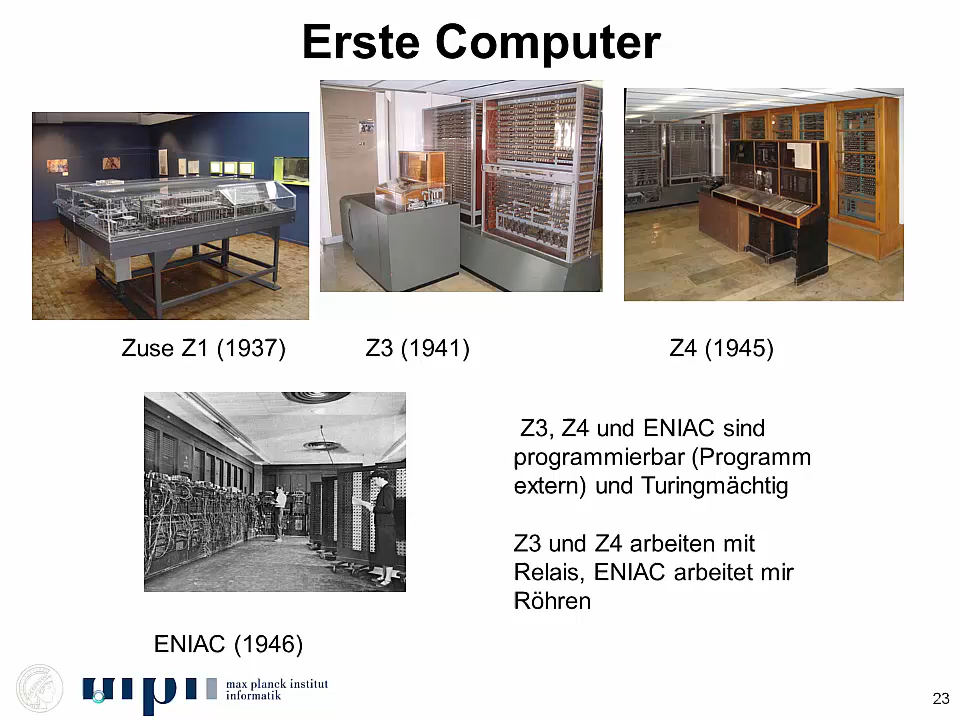 Erste Computer
Zuse Z1 (1937)
Z3 (1941)
Z4 (1945)
Z3, Z4 und ENIAC sind
programmierbar (Programm
extern) und Turingmächtig
Z3 und Z4 arbeiten mit
Relais, ENIAC arbeitet mir
Röhren
ENIAC (1946)
max planck institut
informatik
23